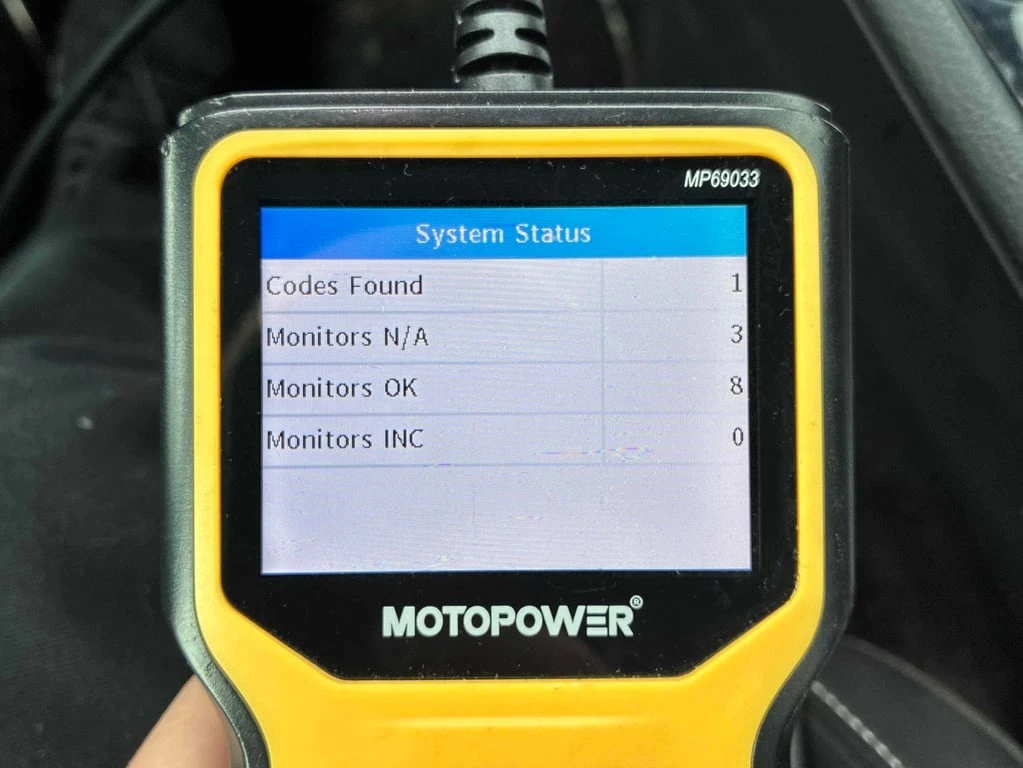 MP69033
System Status
Codes Found 1
Monitors N/A 3
Monitors OK 8
Monitors INC 0
MOTOPOWER®